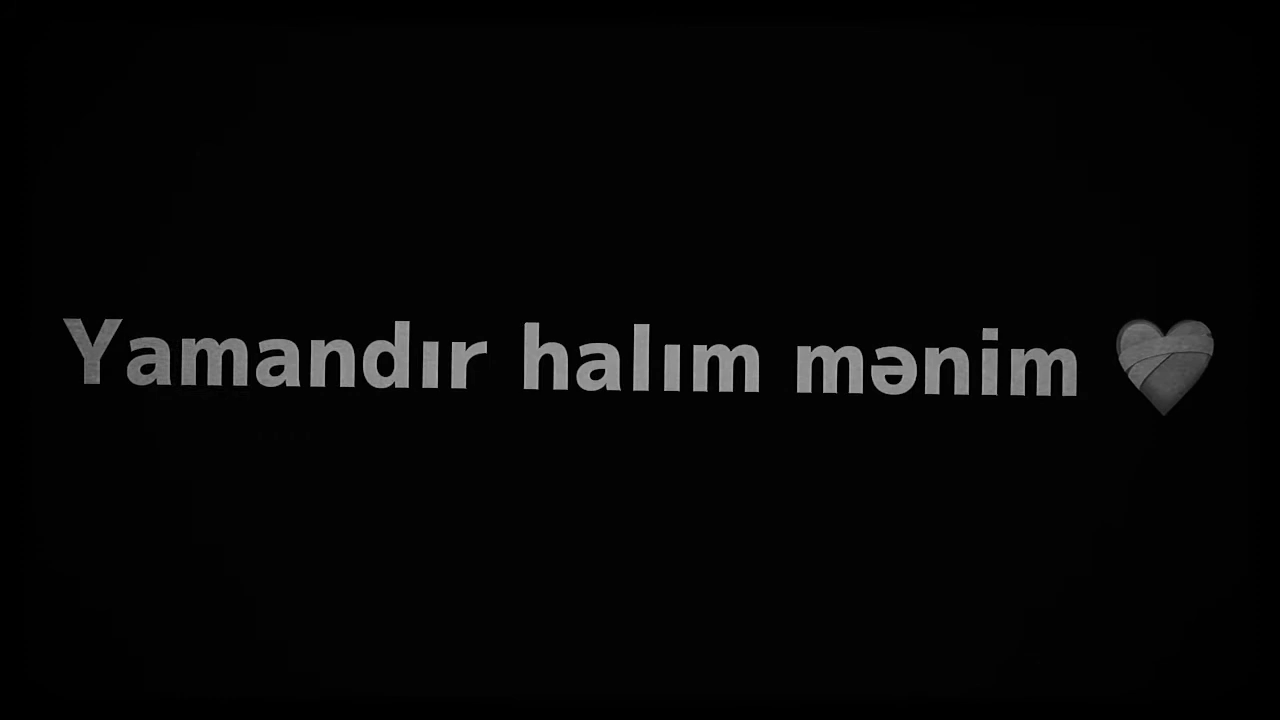 Yamandır halım mənim ❤️‍🩹